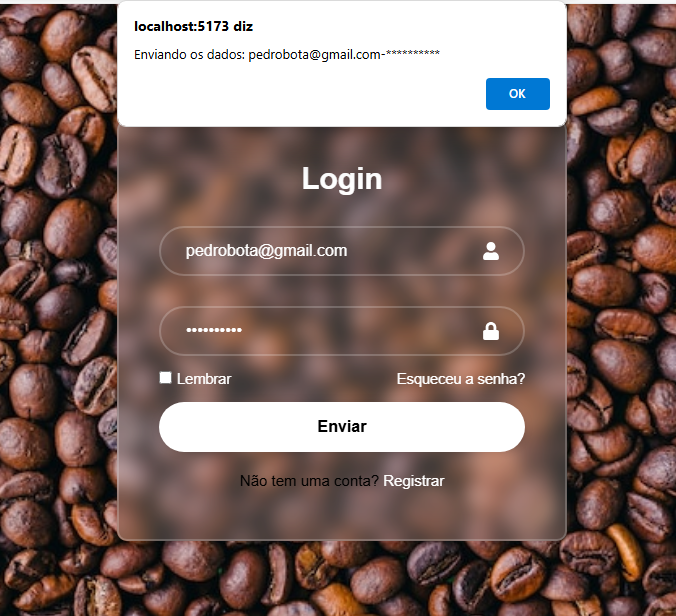 localhost:5173 diz
Enviando os dados: pedrobota@gmail.com-**********
OK
Login
pedrobota@gmail.com
••••••••••
Lembrar
Esqueceu a senha?
Enviar
Não tem uma conta? Registrar